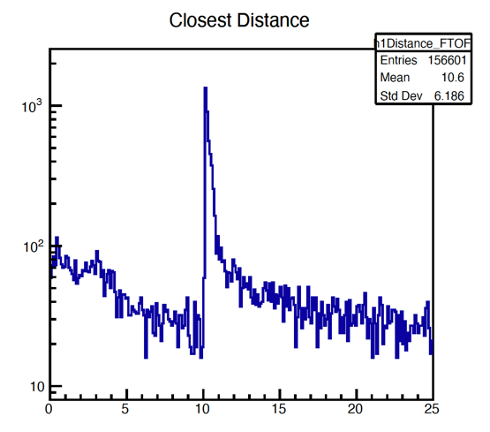 Closest Distance
h1Distance_FTOF
Entries 156601
Mean 10.6
Std Dev 6.186
10³
10²
10
0 5 10 15 20 25